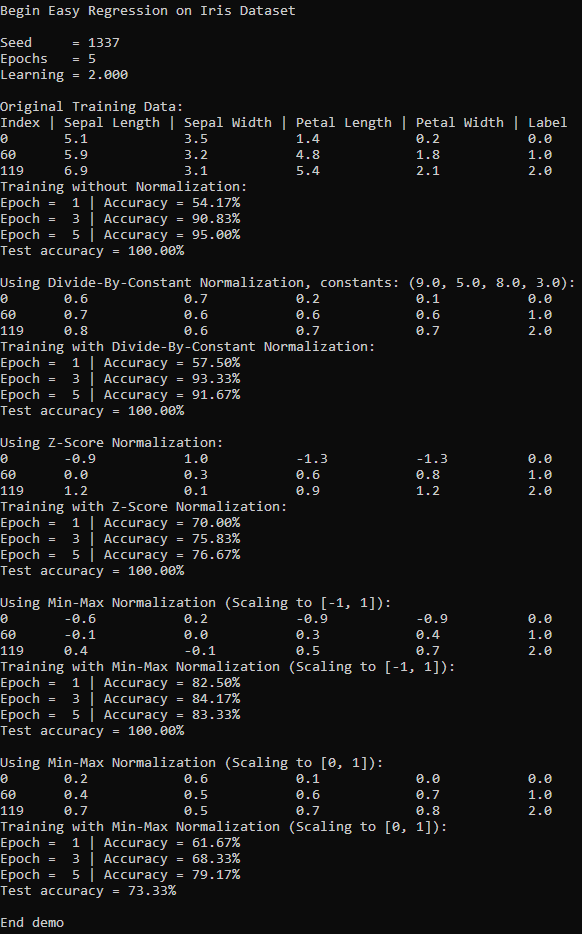 Begin Easy Regression on Iris Dataset
Seed     = 1337
Epochs   = 5
Learning = 2.000
Original Training Data:
Index | Sepal Length | Sepal Width | Petal Length | Petal Width | Label
0       5.1            3.5           1.4            0.2           0.0
60      5.9            3.2           4.8            1.8           1.0
119     6.9            3.1           5.4            2.1           2.0
Training without Normalization:
Epoch =  1 | Accuracy = 54.17%
Epoch =  3 | Accuracy = 90.83%
Epoch =  5 | Accuracy = 95.00%
Test accuracy = 100.00%
Using Divide-By-Constant Normalization, constants: (9.0, 5.0, 8.0, 3.0):
0       0.6            0.7           0.2            0.1           0.0
60      0.7            0.6           0.6            0.6           1.0
119     0.8            0.6           0.7            0.7           2.0
Training with Divide-By-Constant Normalization:
Epoch =  1 | Accuracy = 57.50%
Epoch =  3 | Accuracy = 93.33%
Epoch =  5 | Accuracy = 91.67%
Test accuracy = 100.00%
Using Z-Score Normalization:
0       -0.9           1.0           -1.3           -1.3          0.0
60      0.0            0.3           0.6            0.8           1.0
119     1.2            0.1           0.9            1.2           2.0
Training with Z-Score Normalization:
Epoch =  1 | Accuracy = 70.00%
Epoch =  3 | Accuracy = 75.83%
Epoch =  5 | Accuracy = 76.67%
Test accuracy = 100.00%
Using Min-Max Normalization (Scaling to [-1, 1]):
0       -0.6           0.2           -0.9           -0.9          0.0
60      -0.1           0.0           0.3            0.4           1.0
119     0.4            -0.1          0.5            0.7           2.0
Training with Min-Max Normalization (Scaling to [-1, 1]):
Epoch =  1 | Accuracy = 82.50%
Epoch =  3 | Accuracy = 84.17%
Epoch =  5 | Accuracy = 83.33%
Test accuracy = 100.00%
Using Min-Max Normalization (Scaling to [0, 1]):
0       0.2            0.6           0.1            0.0           0.0
60      0.4            0.5           0.6            0.7           1.0
119     0.7            0.5           0.7            0.8           2.0
Training with Min-Max Normalization (Scaling to [0, 1]):
Epoch =  1 | Accuracy = 61.67%
Epoch =  3 | Accuracy = 68.33%
Epoch =  5 | Accuracy = 79.17%
Test accuracy = 73.33%
End demo